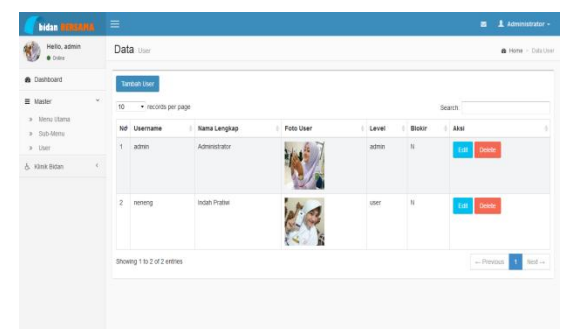 bidan BERSAMA
Administrator
Hello, admin
Online
Data User
Home > Data User
Dashboard
Tambah User
Master
10 records per page
Search:
Menu Utama
Sub-Menu
User
Klinik Bidan
No Username Nama Lengkap Foto User Level Blokir Aksi
1 admin Administrator admin N Edit Delete
2 neneng Indah Pratiwi user N Edit Delete
Showing 1 to 2 of 2 entries
← Previous 1 Next →